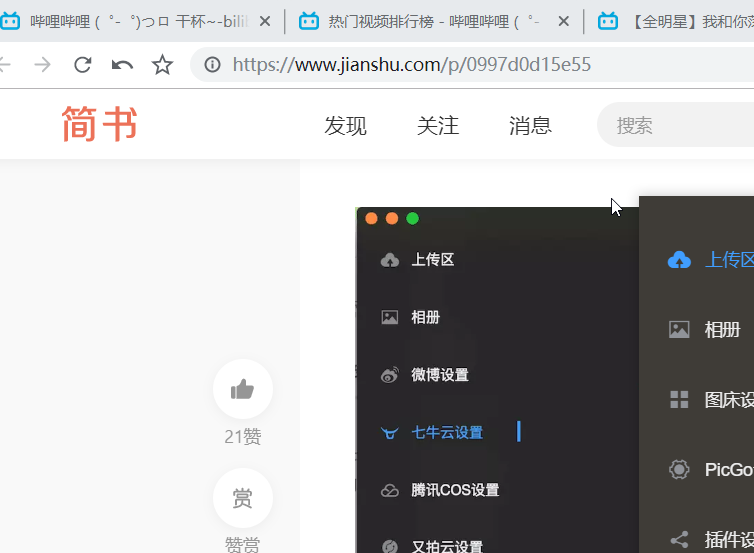 哔哩哔哩 ( ゜- ゜)つロ 干杯~-bili
热门视频排行榜 - 哔哩哔哩 ( ゜-
【全明星】我和你
https://www.jianshu.com/p/0997d0d15e55
简书
发现
关注
消息
搜索
上传区
相册
微博设置
七牛云设置
腾讯COS设置
又拍云设置
上传区
相册
图床设
PicGo
插件设
21赞
赏
赞赏